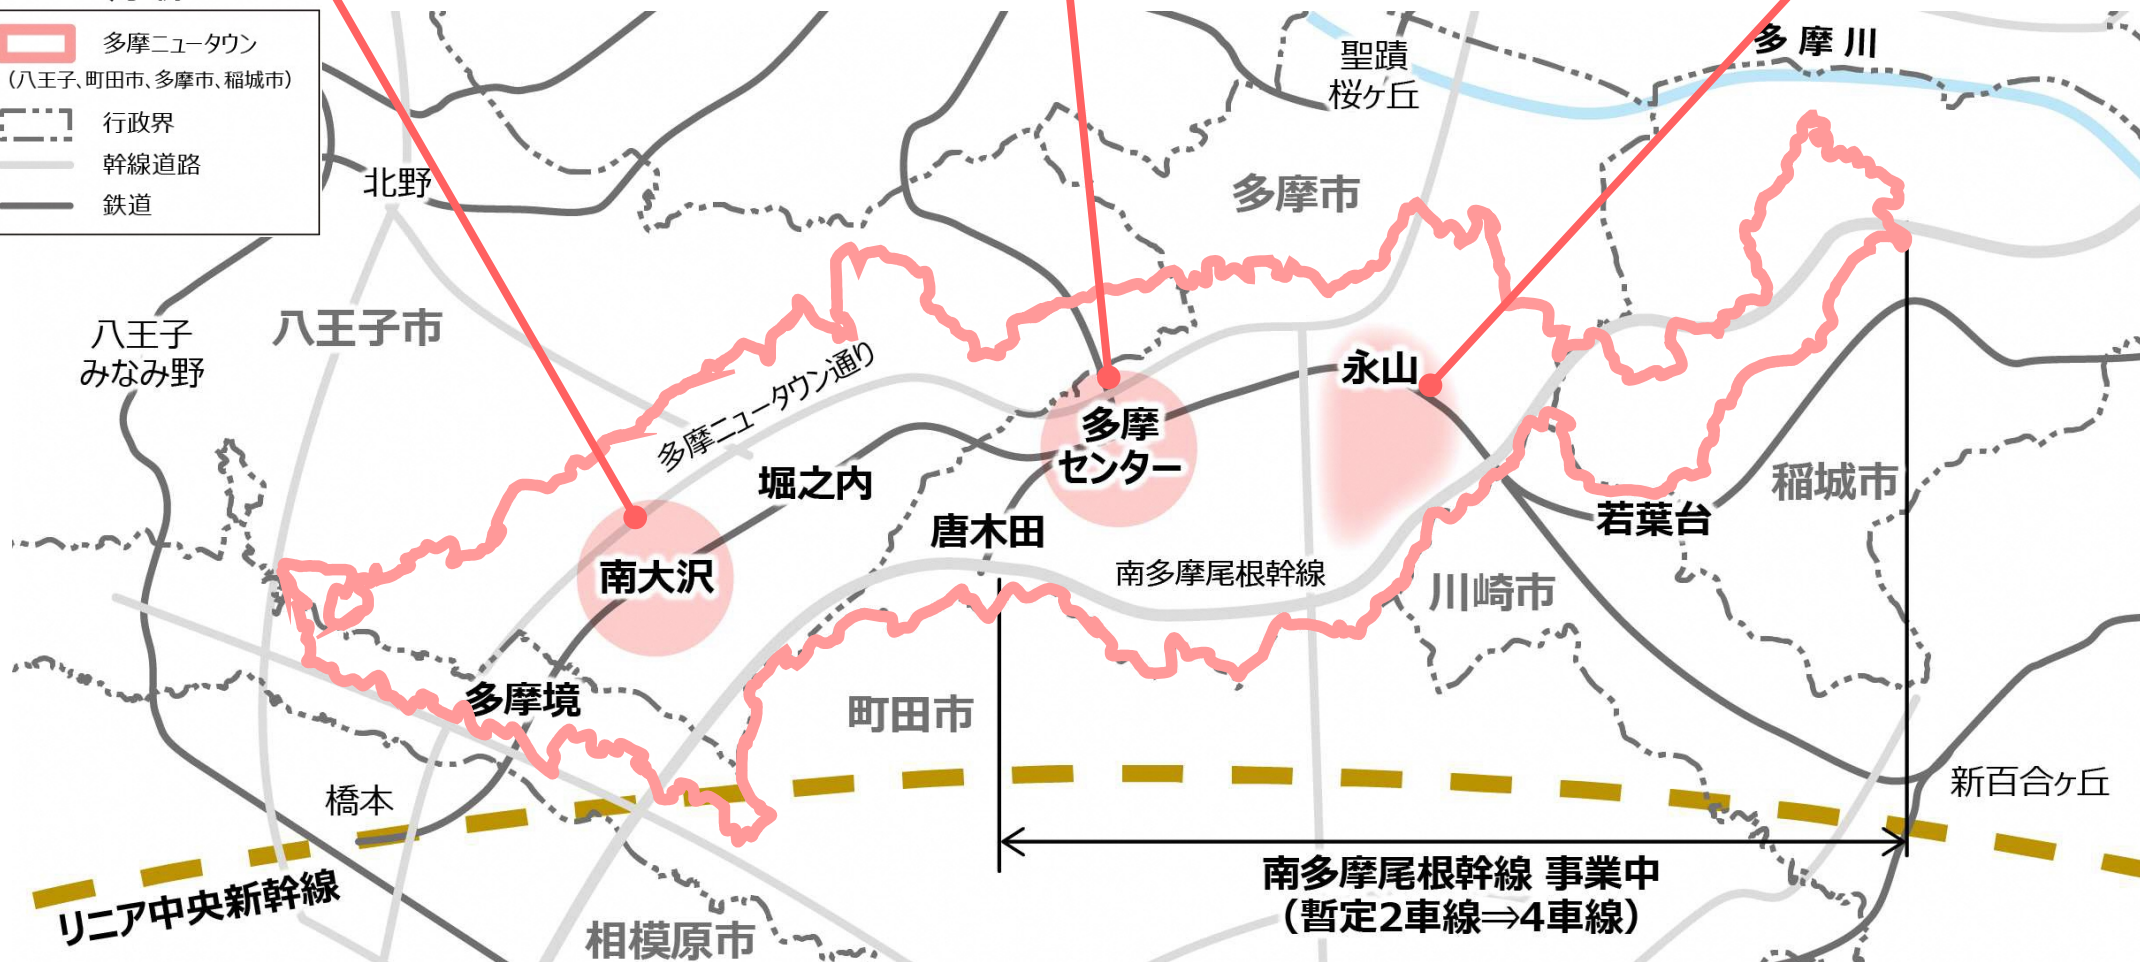 多摩ニュータウン
（八王子、町田市、多摩市、稲城市）
行政界
幹線道路
鉄道
聖蹟
桜ヶ丘
多摩川
北野
多摩市
八王子市
八王子
みなみ野
多摩ニュータウン通り
永山
多摩
センター
堀之内
稲城市
唐木田
若葉台
南大沢
南多摩尾根幹線
川崎市
多摩境
町田市
橋本
新百合ヶ丘
リニア中央新幹線
南多摩尾根幹線 事業中
（暫定2車線⇒4車線）
相模原市